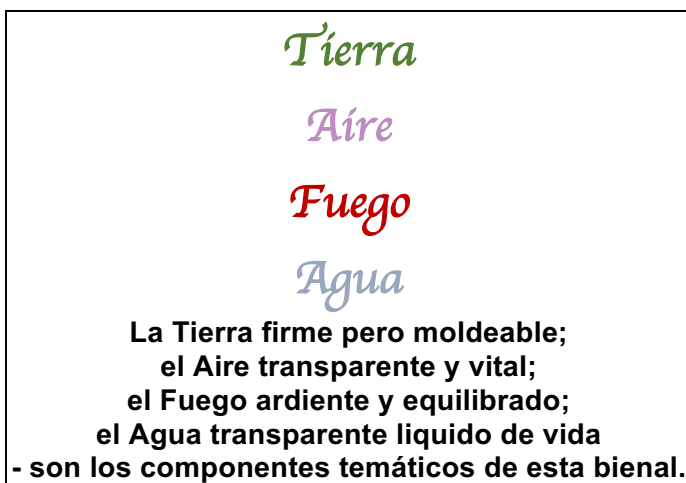 Tierra
Aire
Fuego
Agua
La Tierra firme pero moldeable;
el Aire transparente y vital;
el Fuego ardiente y equilibrado;
el Agua transparente liquido de vida
- son los componentes temáticos de esta bienal.